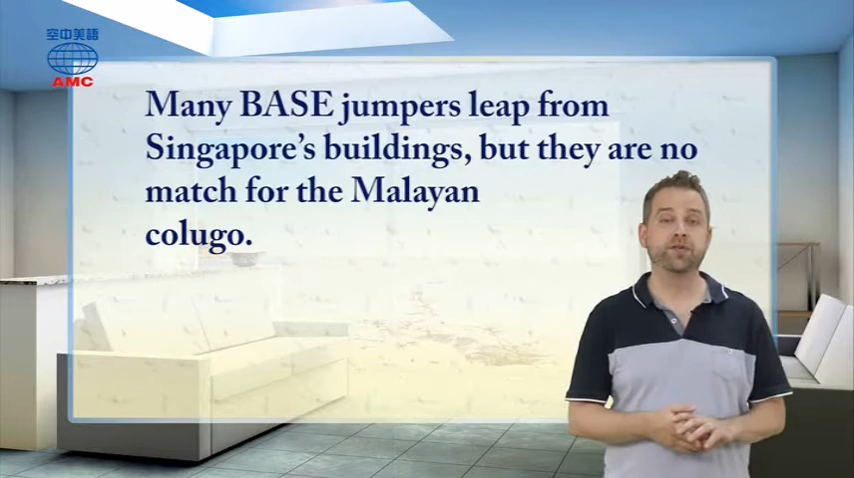 空中美語
AMC
Many BASE jumpers leap from
Singapore's buildings, but they are no
match for the Malayan
colugo.